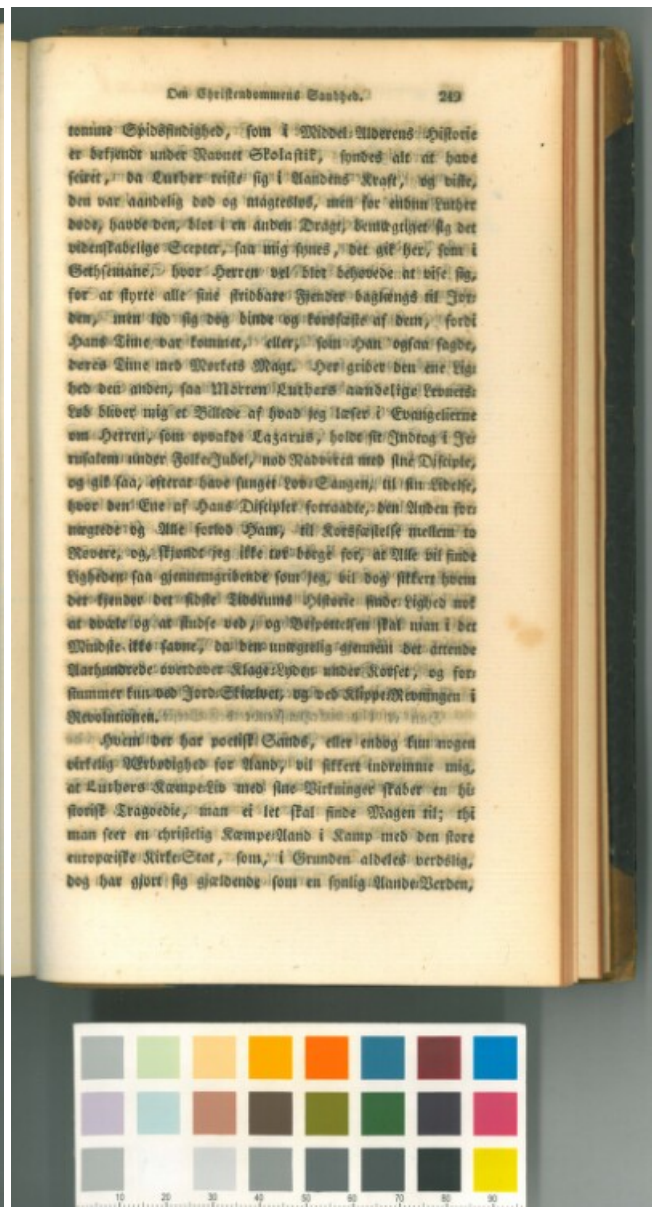 Om Christendommens Sandhed. 249
tomme Spidsfindighed, som i Middel-Alderens Historie
er bekjendt under Navnet Skolastik, syndes alt at have
seiret, da Luther reiste sig i Aandens Kraft, og viste,
den var aandelig død og magtesløs, men før endnu Luther
døde, havde den, blot i en anden Dragt, bemægtiget sig det
videnskabelige Scepter, saa mig synes, det gik her, som i
Gethsemane, hvor Herren vel blot behøvede at vise sig,
for at styrte alle sine stridbare Fjender baglængs til Jor-
den, men lod sig dog binde og korsfæste af dem, fordi
Hans Time var kommet, eller, som Han ogsaa sagde,
deres Time med Mørkets Magt. Her griber den ene Lig-
hed den anden, saa Morten Luthers aandelige Levnets-
Løb bliver mig et Billede af hvad jeg læser i Evangelierne
om Herren, som opvakde Lazarus, holdt sit Indtog i Je-
rusalem under Folke-Jubel, nød Nadveren med sine Disciple,
og gik saa, efterat have sunget Lov-Sangen, til sin Lidelse,
hvor den Ene af Hans Discipler forraadte, den Anden for-
nægtede og Alle forlod Ham, til Korsfæstelse mellem to
Røvere, og, skjøndt jeg ikke tør borge for, at Alle vil finde
Ligheden saa gjennemgribende som jeg, vil dog sikkert hvem
der kjender det sidste Tidsrums Historie finde Lighed nok
at dvæle og at studse ved, og Bespottelsen skal man i det
Mindste ikke savne, da den unægtelig gjennem det attende
Aarhundrede overdøver Klage-Lyden under Korset, og for-
stummer kun ved Jord-Skiælvet, og ved Klippe-Revningen i
Revolutionen.
Hvem der har poetisk Sands, eller endog kun nogen
virkelig Ærbødighed for Aand, vil sikkert indrømme mig,
at Luthers Kæmpe-Liv med sine Virkninger skaber en hi-
storisk Tragoedie, man ei let skal finde Magen til; thi
man seer en christelig Kæmpe-Aand i Kamp med den store
europæiske Kirke-Stat, som, i Grunden aldeles verdslig,
dog har gjort sig gjældende som en synlig Aande-Verden,
10 20 30 40 50 60 70 80 90